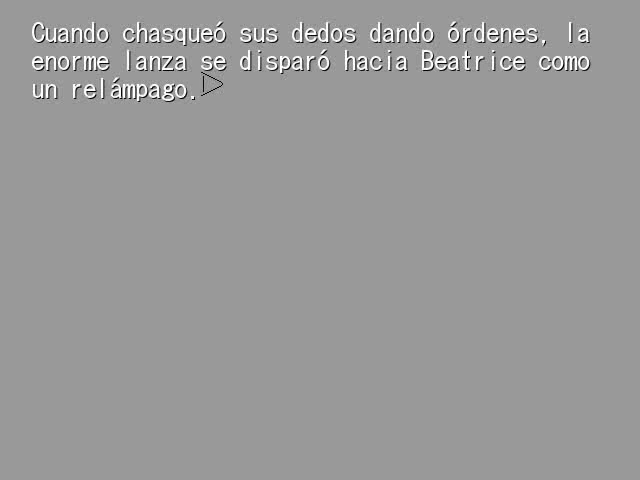 Cuando chasqueó sus dedos dando órdenes, la
enorme lanza se disparó hacia Beatrice como
un relámpago.